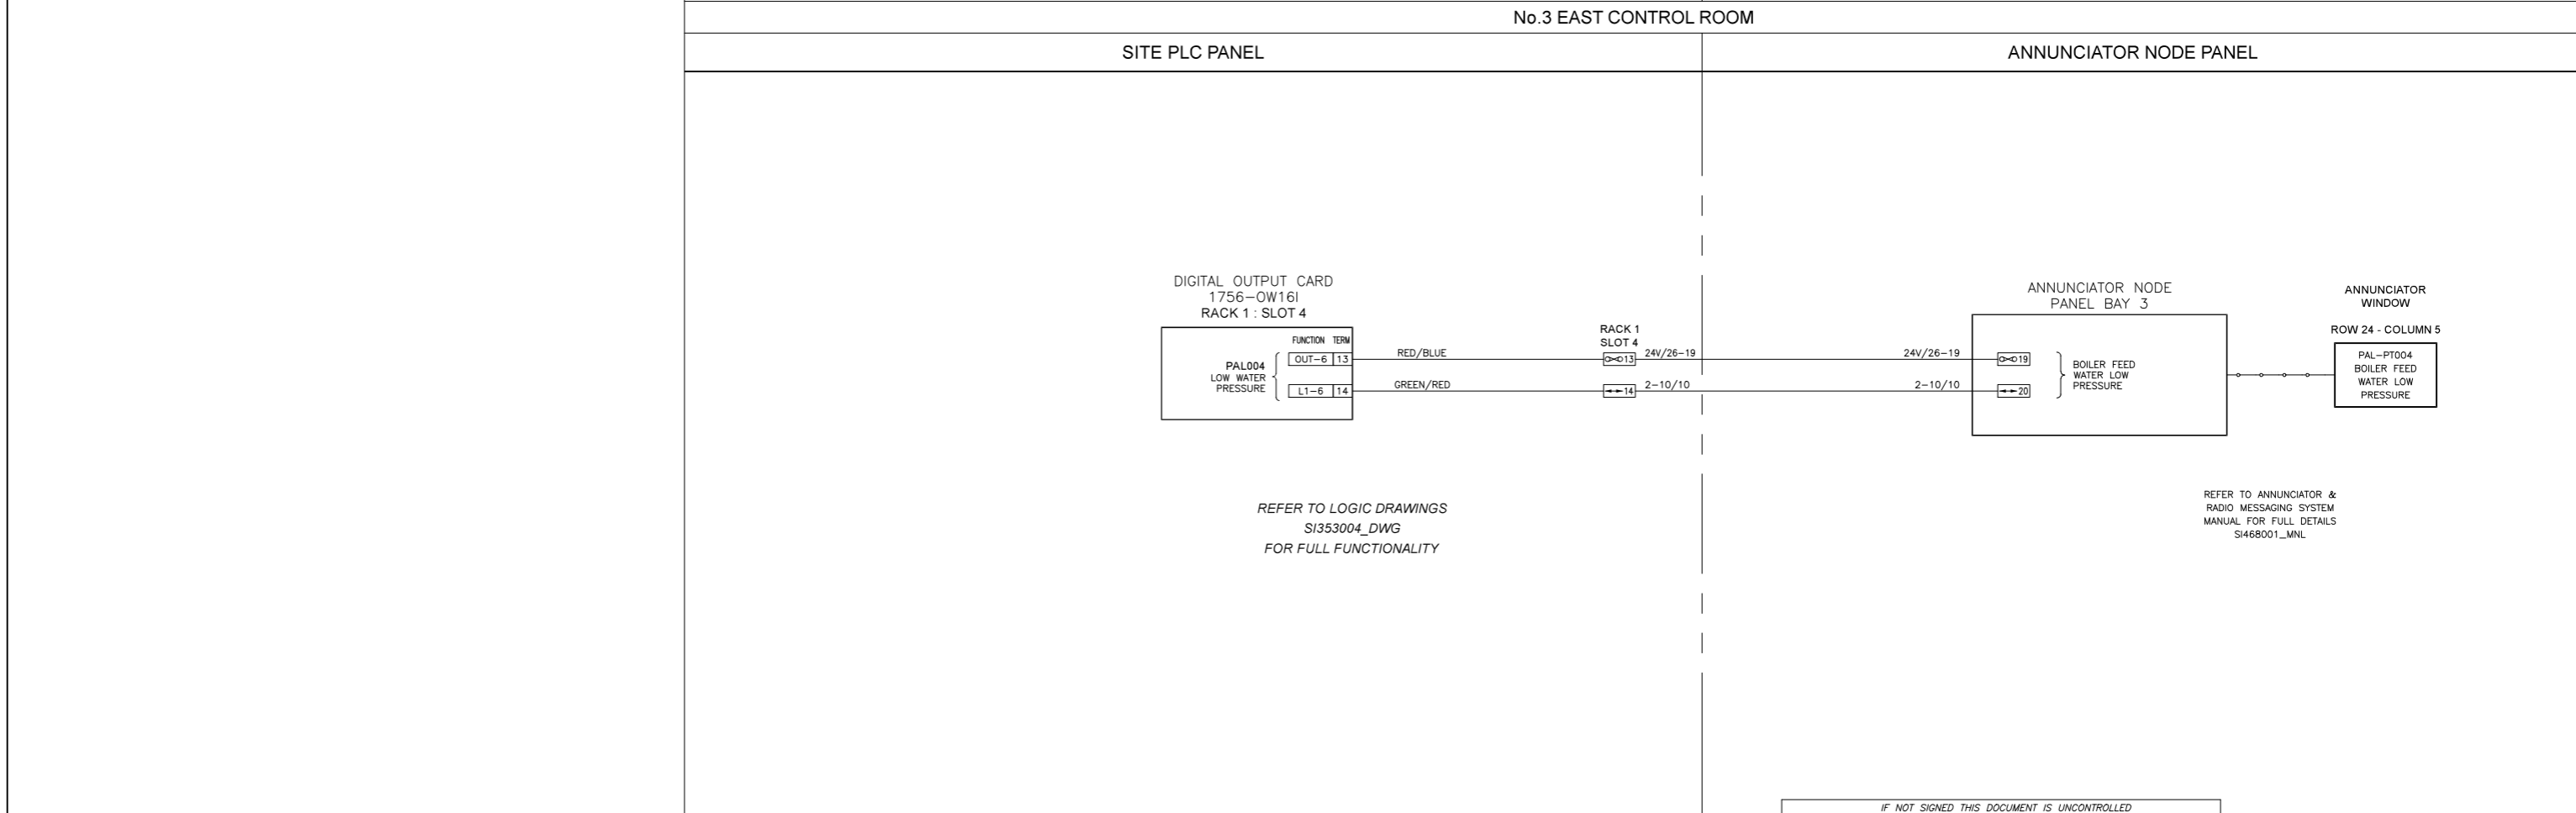 No.3 EAST CONTROL ROOM
SITE PLC PANEL
ANNUNCIATOR NODE PANEL
DIGITAL OUTPUT CARD
1756-OW16I
RACK 1 : SLOT 4
FUNCTION TERM
PAL004
LOW WATER
PRESSURE
OUT-6 13
L1-6 14
RED/BLUE
GREEN/RED
RACK 1
SLOT 4
13 24V/26-19
14 2-10/10
24V/26-19
2-10/10
ANNUNCIATOR NODE
PANEL BAY 3
19
20
BOILER FEED
WATER LOW
PRESSURE
ANNUNCIATOR
WINDOW
ROW 24 - COLUMN 5
PAL-PT004
BOILER FEED
WATER LOW
PRESSURE
REFER TO LOGIC DRAWINGS
SI353004_DWG
FOR FULL FUNCTIONALITY
REFER TO ANNUNCIATOR &
RADIO MESSAGING SYSTEM
MANUAL FOR FULL DETAILS
SI468001_MNL
IF NOT SIGNED THIS DOCUMENT IS UNCONTROLLED